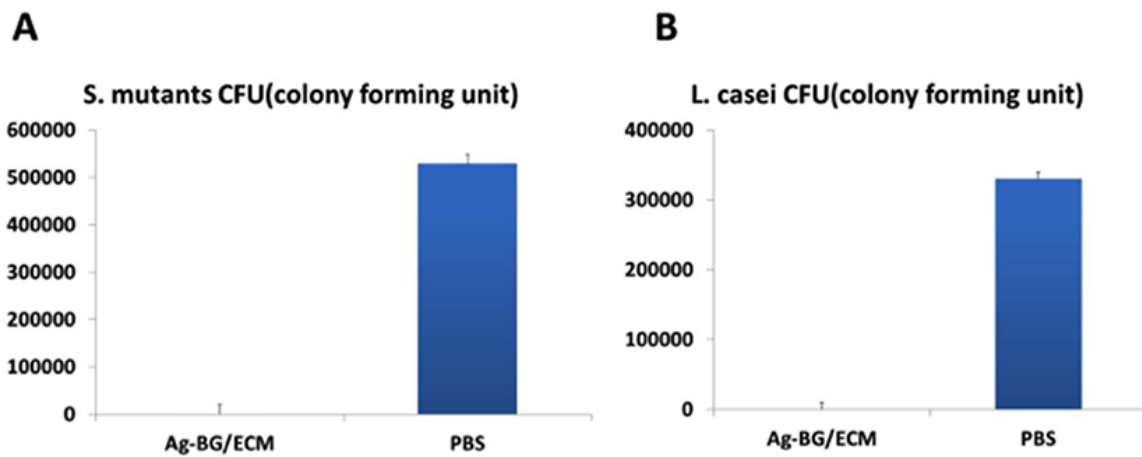 A
S. mutants CFU(colony forming unit)
600000
500000
400000
300000
200000
100000
0
Ag-BG/ECM
PBS
B
L. casei CFU(colony forming unit)
400000
300000
200000
100000
0
Ag-BG/ECM
PBS